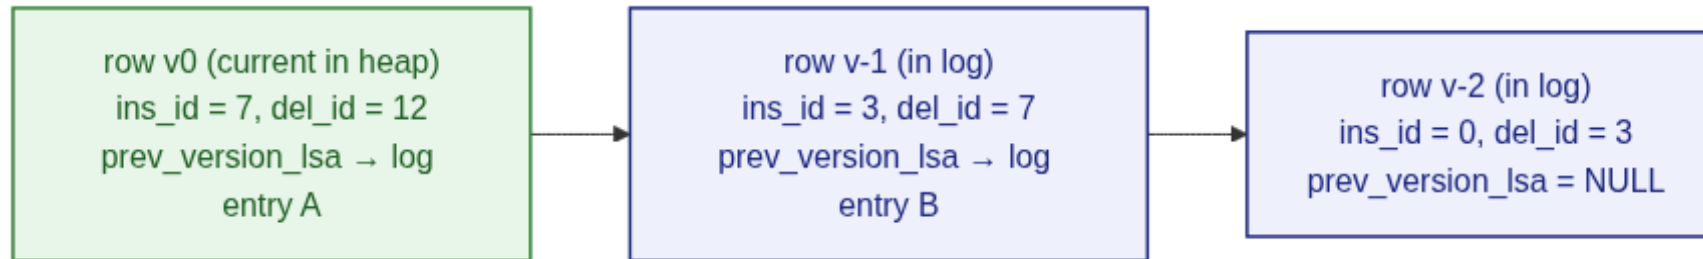 row v0 (current in heap)
ins_id = 7, del_id = 12
prev_version_lsa → log
entry A
row v-1 (in log)
ins_id = 3, del_id = 7
prev_version_lsa → log
entry B
row v-2 (in log)
ins_id = 0, del_id = 3
prev_version_lsa = NULL